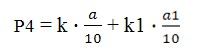 P4 = k · a/10 + k1 · a1/10